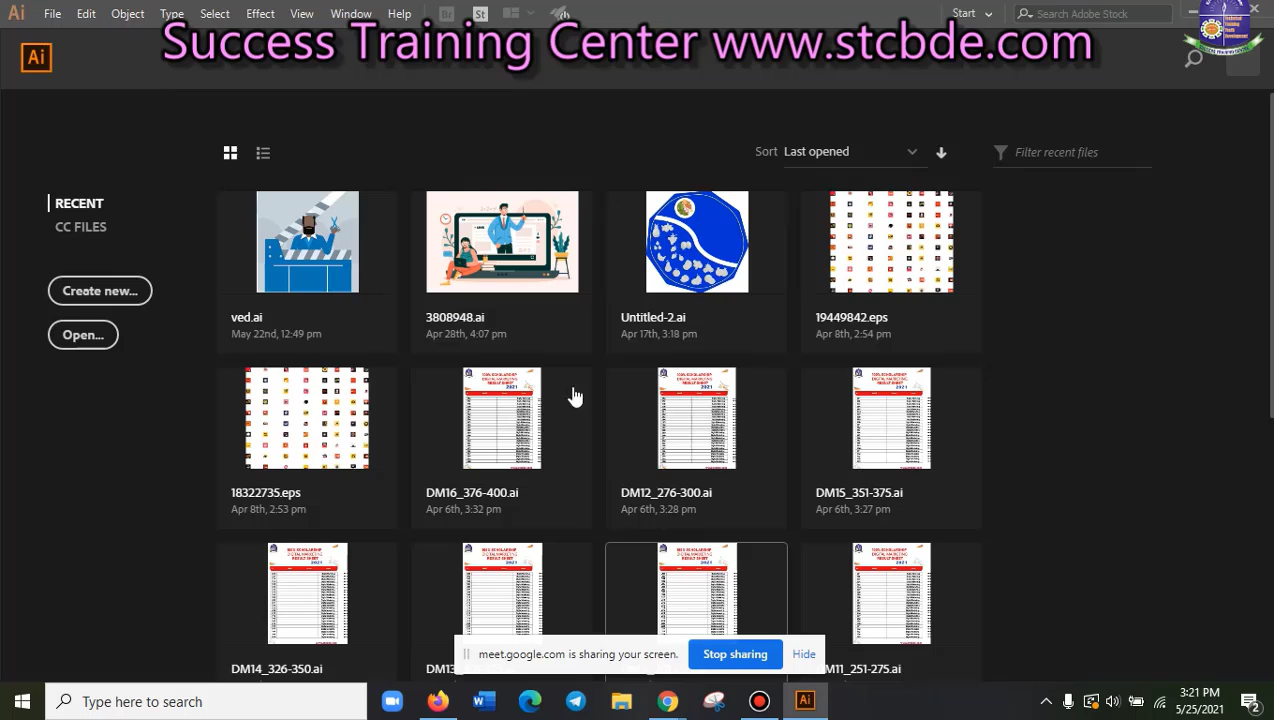 Ai File Edit Object Type Select Effect View Window Help Br St Start Search Adobe Stock
Success Training Center www.stcbde.com
Ai
Sort Last opened Filter recent files
RECENT
CC FILES
Create new...
Open...
ved.ai 3808948.ai Untitled-2.ai 19449842.eps
May 22nd, 12:49 pm Apr 28th, 4:07 pm Apr 17th, 3:18 pm Apr 8th, 2:54 pm
18322735.eps DM16_376-400.ai DM12_276-300.ai DM15_351-375.ai
Apr 8th, 2:53 pm Apr 6th, 3:32 pm Apr 6th, 3:28 pm Apr 6th, 3:27 pm
meet.google.com is sharing your screen. Stop sharing Hide
DM14_326-350.ai DM11_251-275.ai
Type here to search
Ai
3:21 PM
5/25/2021
2